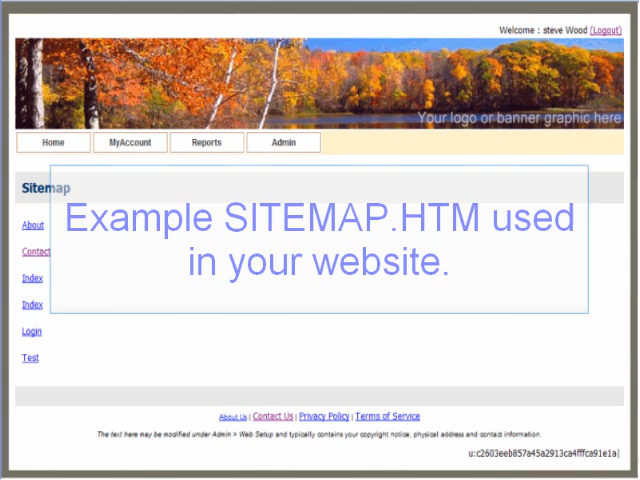 Welcome : steve Wood (Logout)
Your logo or banner graphic here
Home MyAccount Reports Admin
Sitemap
Example SITEMAP.HTM used
in your website.
About
Contact
Index
Index
Login
Test
About Us | Contact Us | Privacy Policy | Terms of Service
The text here may be modified under Admin > Web Setup and typically contains your copyright notice, physical address and contact information.
u:c2603eeb857a45a2913ca4fffca91e1a|